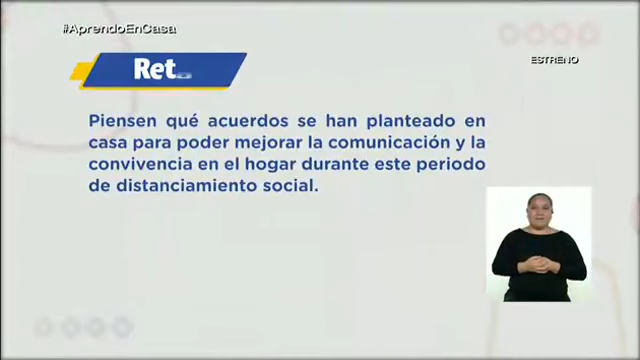 #AprendoEnCasa
ESTRENO
Piensen qué acuerdos se han planteado en
casa para poder mejorar la comunicación y la
convivencia en el hogar durante este periodo
de distanciamiento social.